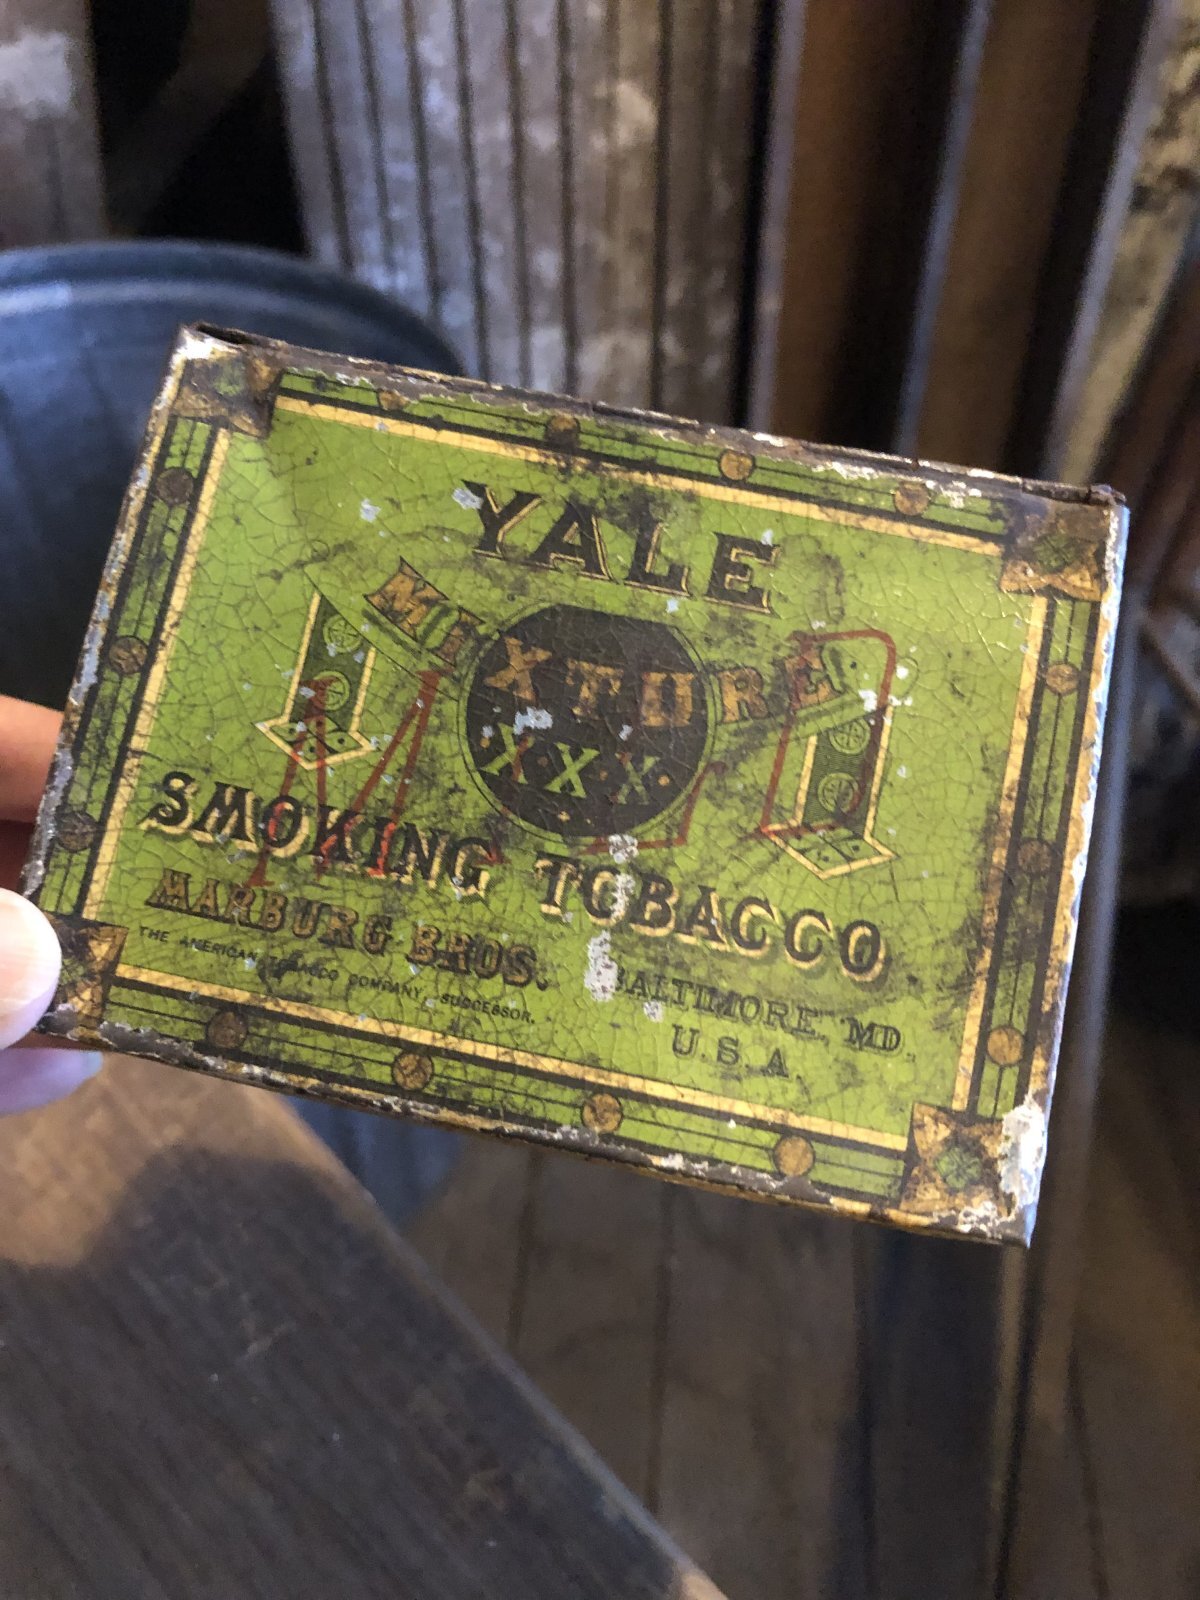 YALE
MIXTURE
XXX
SMOKING TOBACCO
MARBURG BROS.
THE AMERICAN TOBACCO COMPANY, SUCCESSOR.
BALTIMORE, MD.
U.S.A